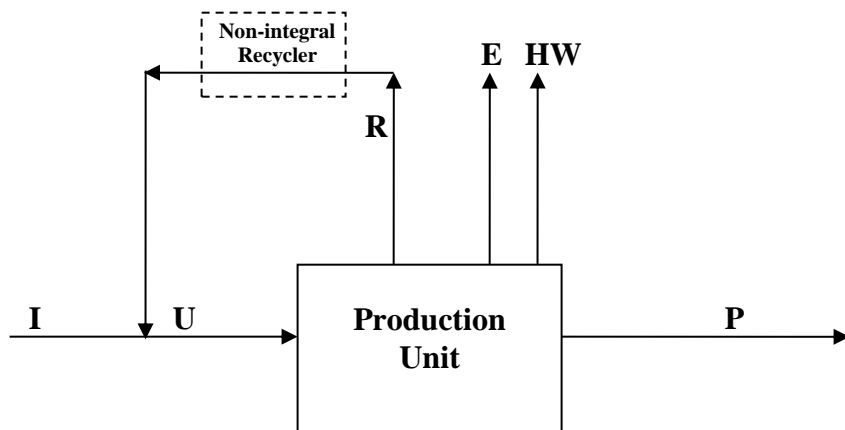 Non-integral
Recycler
E HW
R
I
U
Production
Unit
P